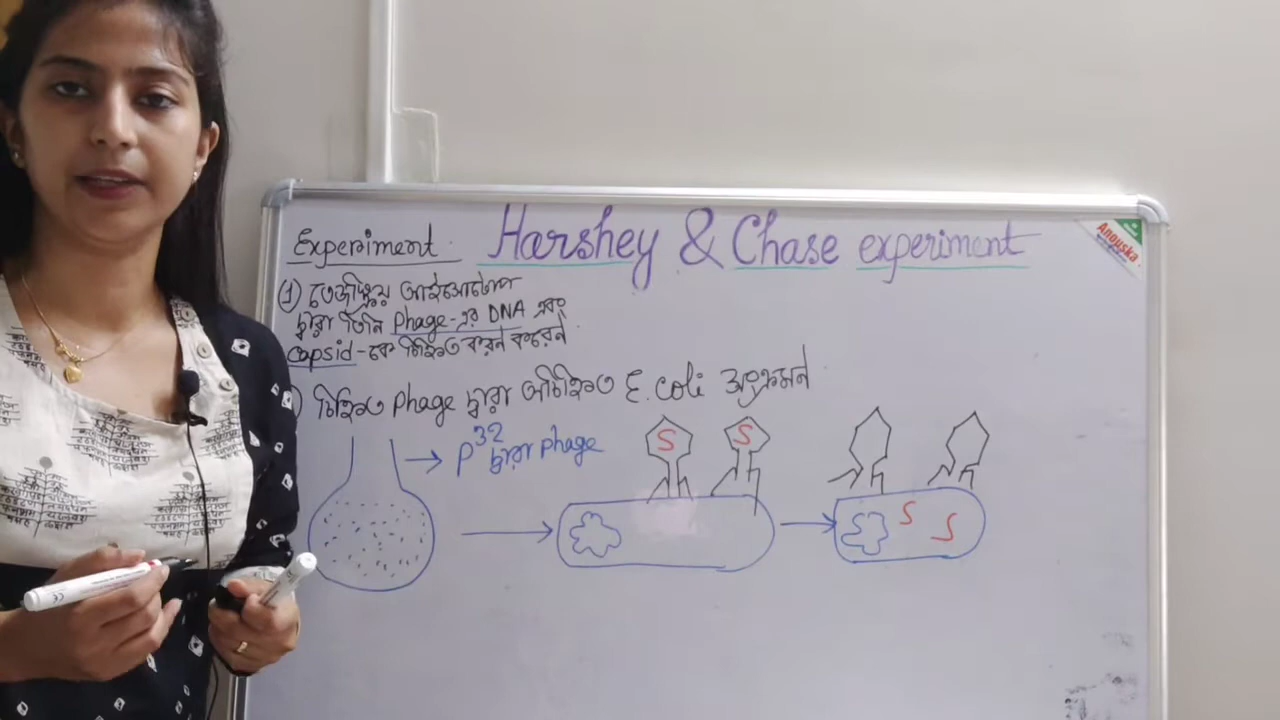 Harshey & Chase experiment
Experiment
Anouska
1) তেজস্ক্রিয় আইসোটোপ
দ্বারা তিনি phage-এর DNA এবং
capsid-কে চিহ্নিত করন করেন
) চিহ্নিত phage দ্বারা অচিহ্নিত E. coli সংক্রমন
P32
দ্বারা phage
S S
S S